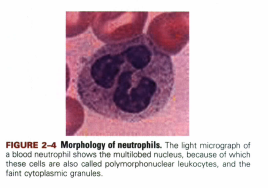 FIGURE 2–4 Morphology of neutrophils. The light micrograph of
a blood neutrophil shows the multilobed nucleus, because of which
these cells are also called polymorphonuclear leukocytes, and the
faint cytoplasmic granules.